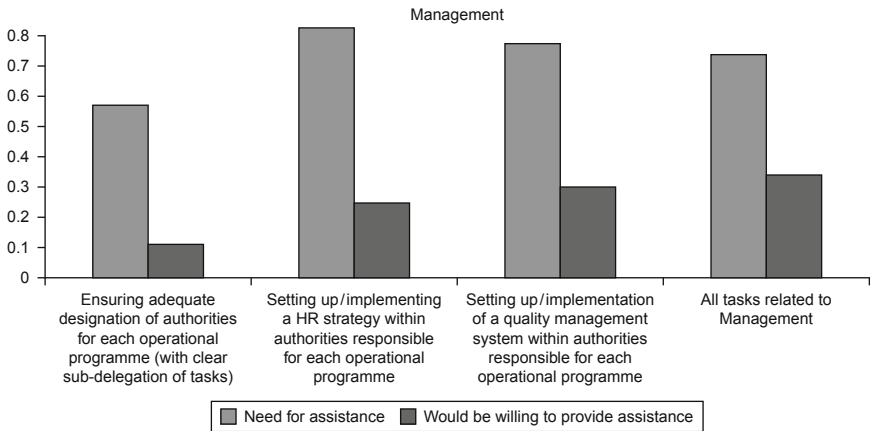 Management
0.8
0.7
0.6
0.5
0.4
0.3
0.2
0.1
0
Ensuring adequate
designation of authorities
for each operational
programme (with clear
sub-delegation of tasks)
Setting up/implementing
a HR strategy within
authorities responsible
for each operational
programme
Setting up/implementation
of a quality management
system within authorities
responsible for each
operational programme
All tasks related to
Management
Need for assistance
Would be willing to provide assistance